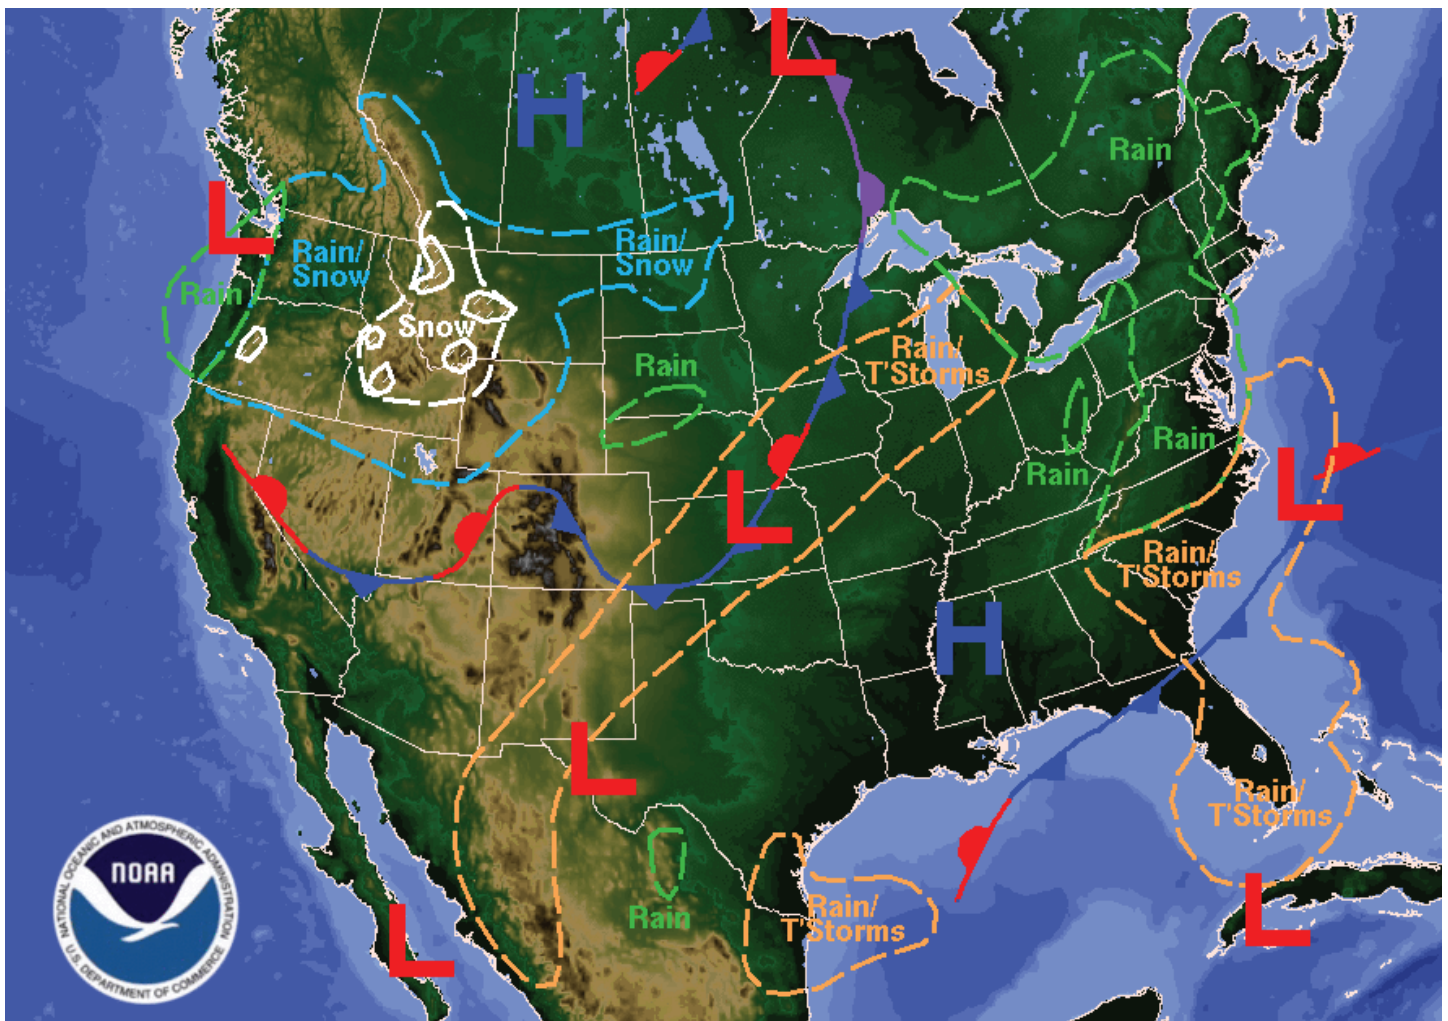 L
H
Rain
L
Rain/
Snow
Rain/
Snow
Rain
Snow
Rain/
T'Storms
Rain
Rain
Rain
L
L
Rain/
T'Storms
H
L
Rain/
T'Storms
NATIONAL OCEANIC AND ATMOSPHERIC ADMINISTRATION
NOAA
U.S. DEPARTMENT OF COMMERCE
Rain
Rain/
T'Storms
L
L